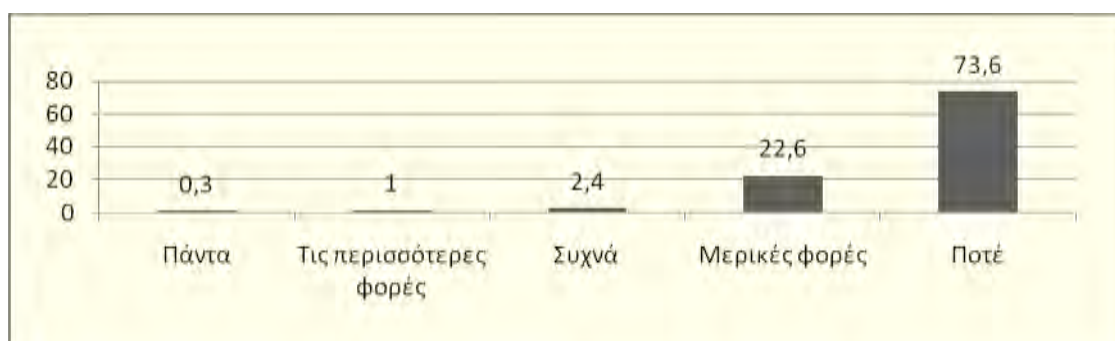 73,6
80
60
40
22,6
20
0,3
1
2,4
0
Πάντα
Τις περισσότερες
φορές
Συχνά
Μερικές φορές
Ποτέ